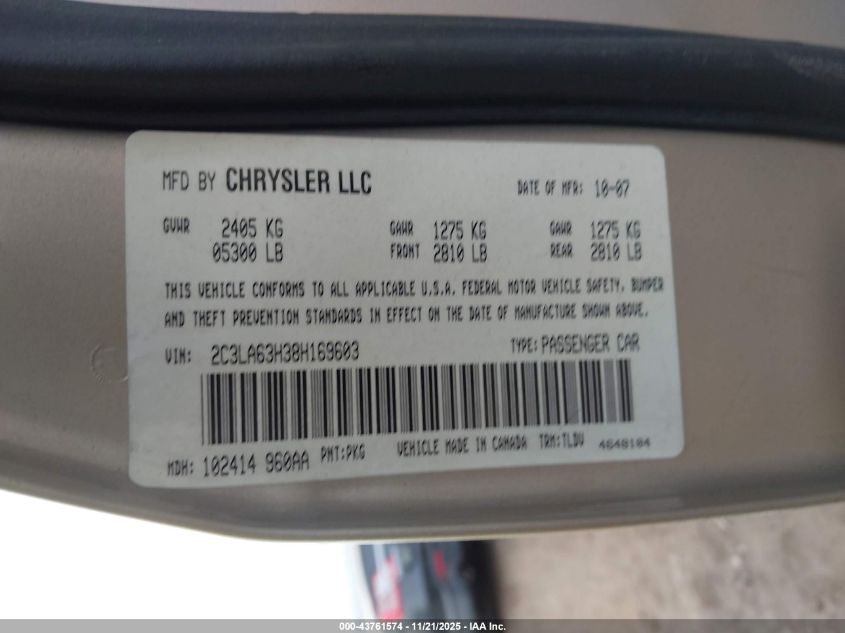 MFD BY CHRYSLER LLC DATE OF MFR: 10-07
GVWR 2405 KG GAWR 1275 KG GAWR 1275 KG
05300 LB FRONT 2810 LB REAR 2810 LB
THIS VEHICLE CONFORMS TO ALL APPLICABLE U.S.A. FEDERAL MOTOR VEHICLE SAFETY, BUMPER
AND THEFT PREVENTION STANDARDS IN EFFECT ON THE DATE OF MANUFACTURE SHOWN ABOVE.
VIN: 2C3LA63H38H169603 TYPE: PASSENGER CAR
MDH: 102414 960AA PNT:PKG VEHICLE MADE IN CANADA TRM:TLDV 4648104
000-43761574 - 11/21/2025 - IAA Inc.